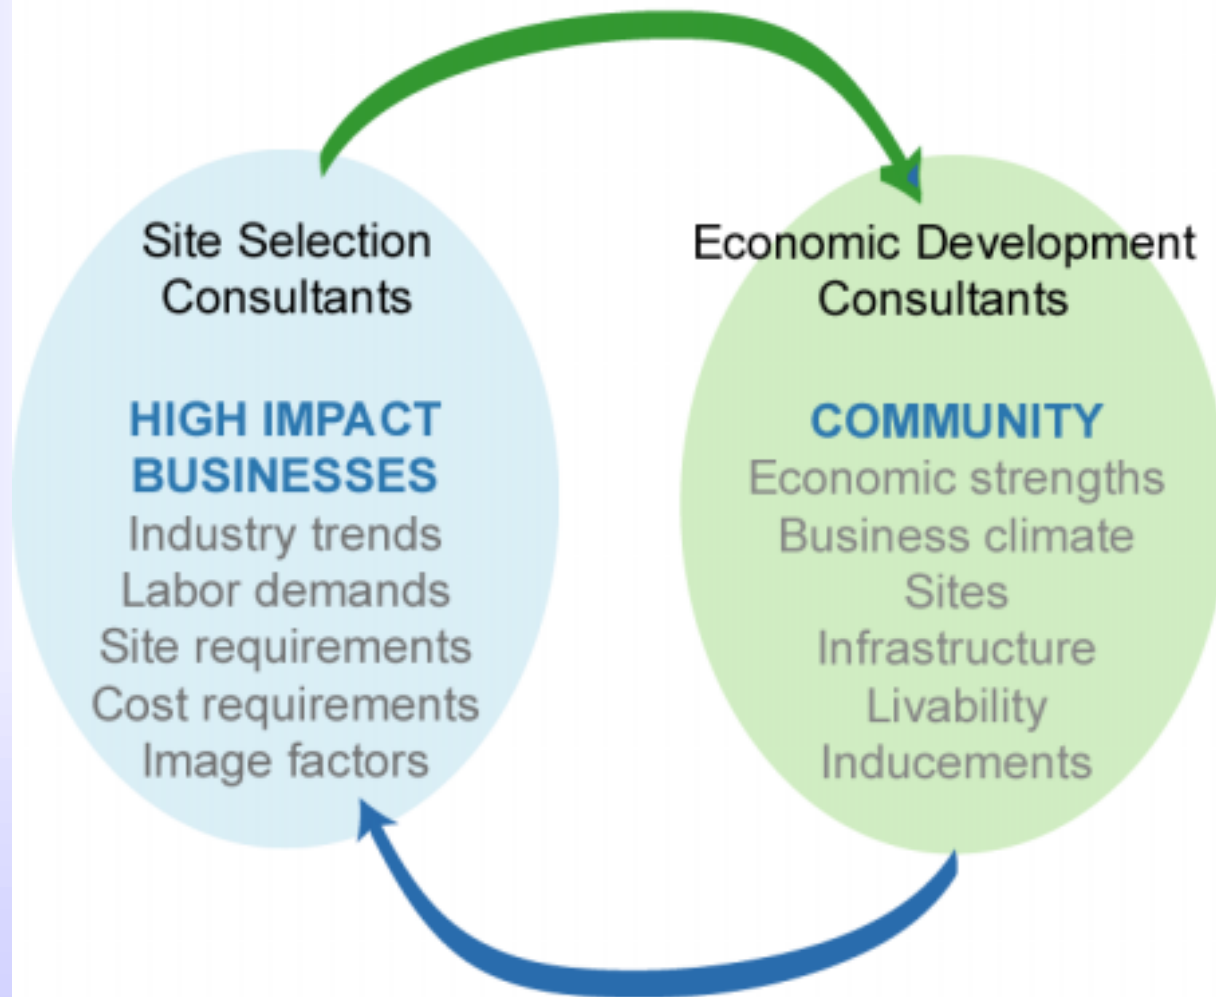 Site Selection
Consultants
HIGH IMPACT
BUSINESSES
Industry trends
Labor demands
Site requirements
Cost requirements
Image factors
Economic Development
Consultants
COMMUNITY
Economic strengths
Business climate
Sites
Infrastructure
Livability
Inducements